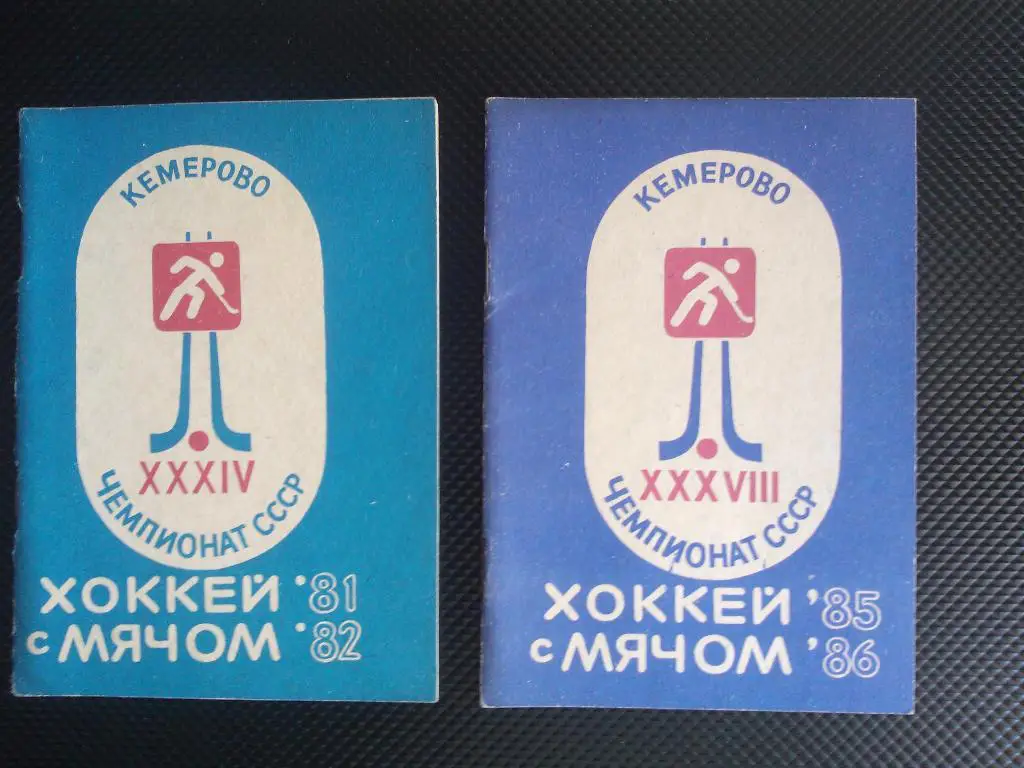 КЕМЕРОВО
XXXIV
ЧЕМПИОНАТ СССР
ХОККЕЙ '81
с МЯЧОМ '82
КЕМЕРОВО
XXXVIII
ЧЕМПИОНАТ СССР
ХОККЕЙ '85
с МЯЧОМ '86